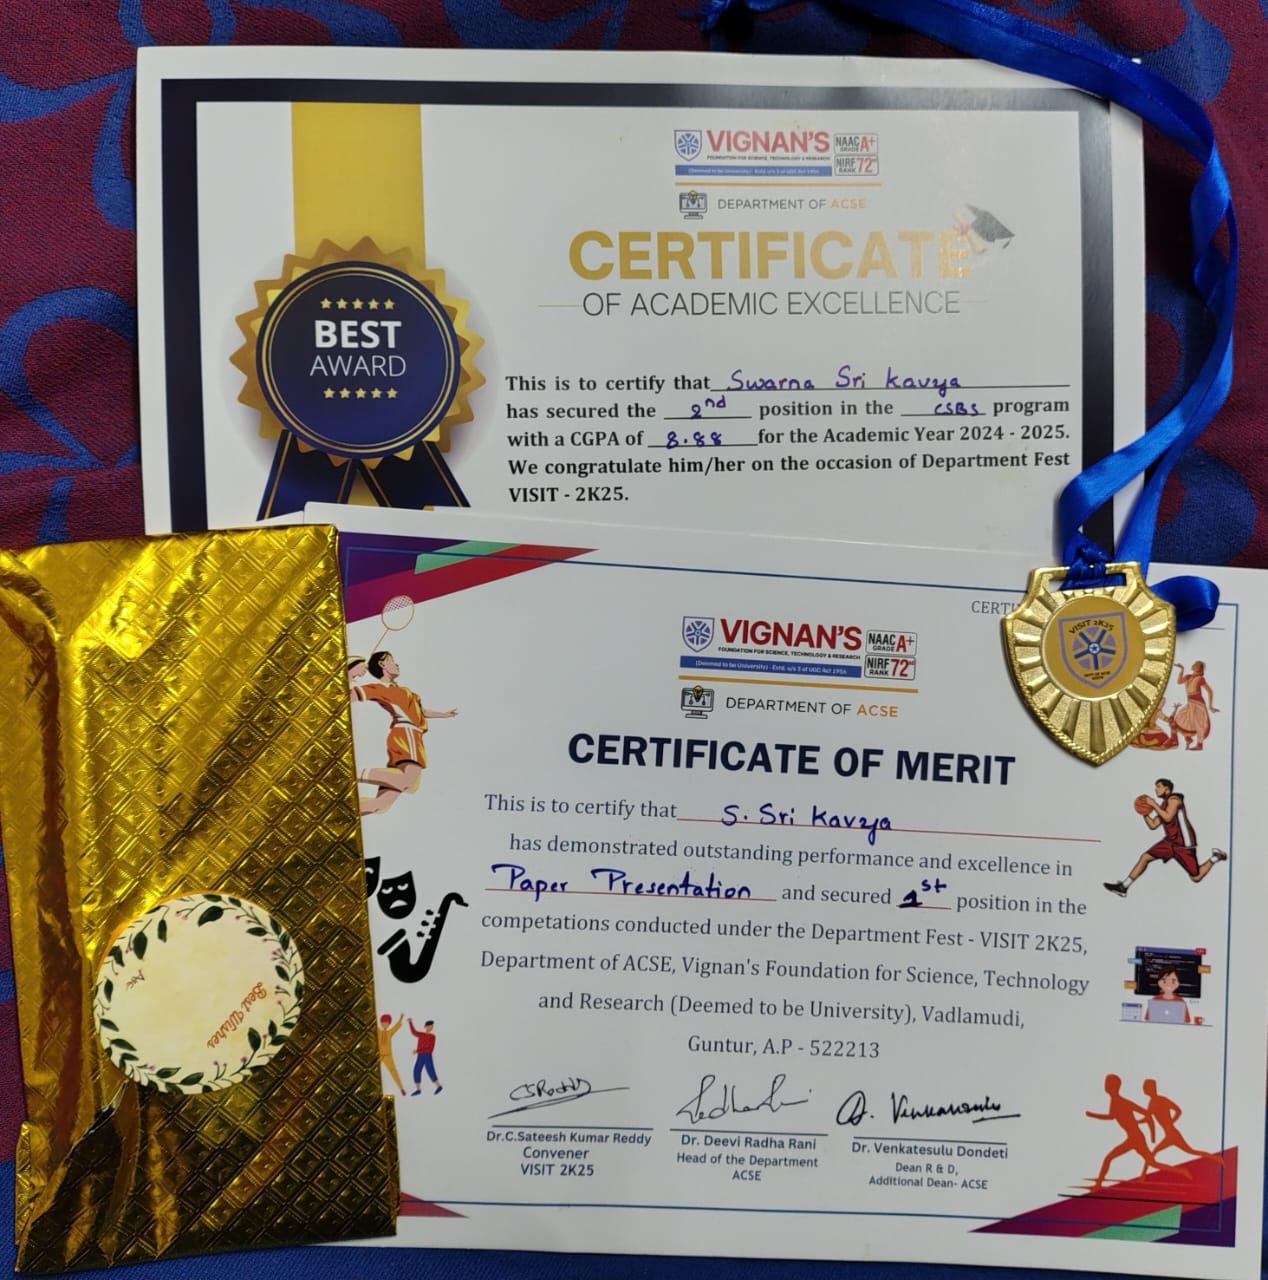 VIGNAN'S
FOUNDATION FOR SCIENCE, TECHNOLOGY & RESEARCH
(Deemed to be University) - Estd. u/s 3 of UGC Act 1956
NAAC A+
GRADE
NIRF 72nd
RANK
DEPARTMENT OF ACSE
CERTIFICATE
OF ACADEMIC EXCELLENCE
BEST
AWARD
This is to certify that Swarna Sri Kavya
has secured the 2nd position in the CSBS program
with a CGPA of 8.88 for the Academic Year 2024 - 2025.
We congratulate him/her on the occasion of Department Fest
VISIT - 2K25.
VIGNAN'S
FOUNDATION FOR SCIENCE, TECHNOLOGY & RESEARCH
(Deemed to be University) - Estd. u/s 3 of UGC Act 1956
NAAC A+
GRADE
NIRF 72nd
RANK
DEPARTMENT OF ACSE
VISIT 2K25
CERTIFICATE OF MERIT
This is to certify that S. Sri Kavya
has demonstrated outstanding performance and excellence in
Paper Presentation and secured 1st position in the
competations conducted under the Department Fest - VISIT 2K25,
Department of ACSE, Vignan's Foundation for Science, Technology
and Research (Deemed to be University), Vadlamudi,
Guntur, A.P - 522213
Best Wishes
Dr.C.Sateesh Kumar Reddy
Convener
VISIT 2K25
Dr. Deevi Radha Rani
Head of the Department
ACSE
Dr. Venkatesulu Dondeti
Dean R & D,
Additional Dean- ACSE